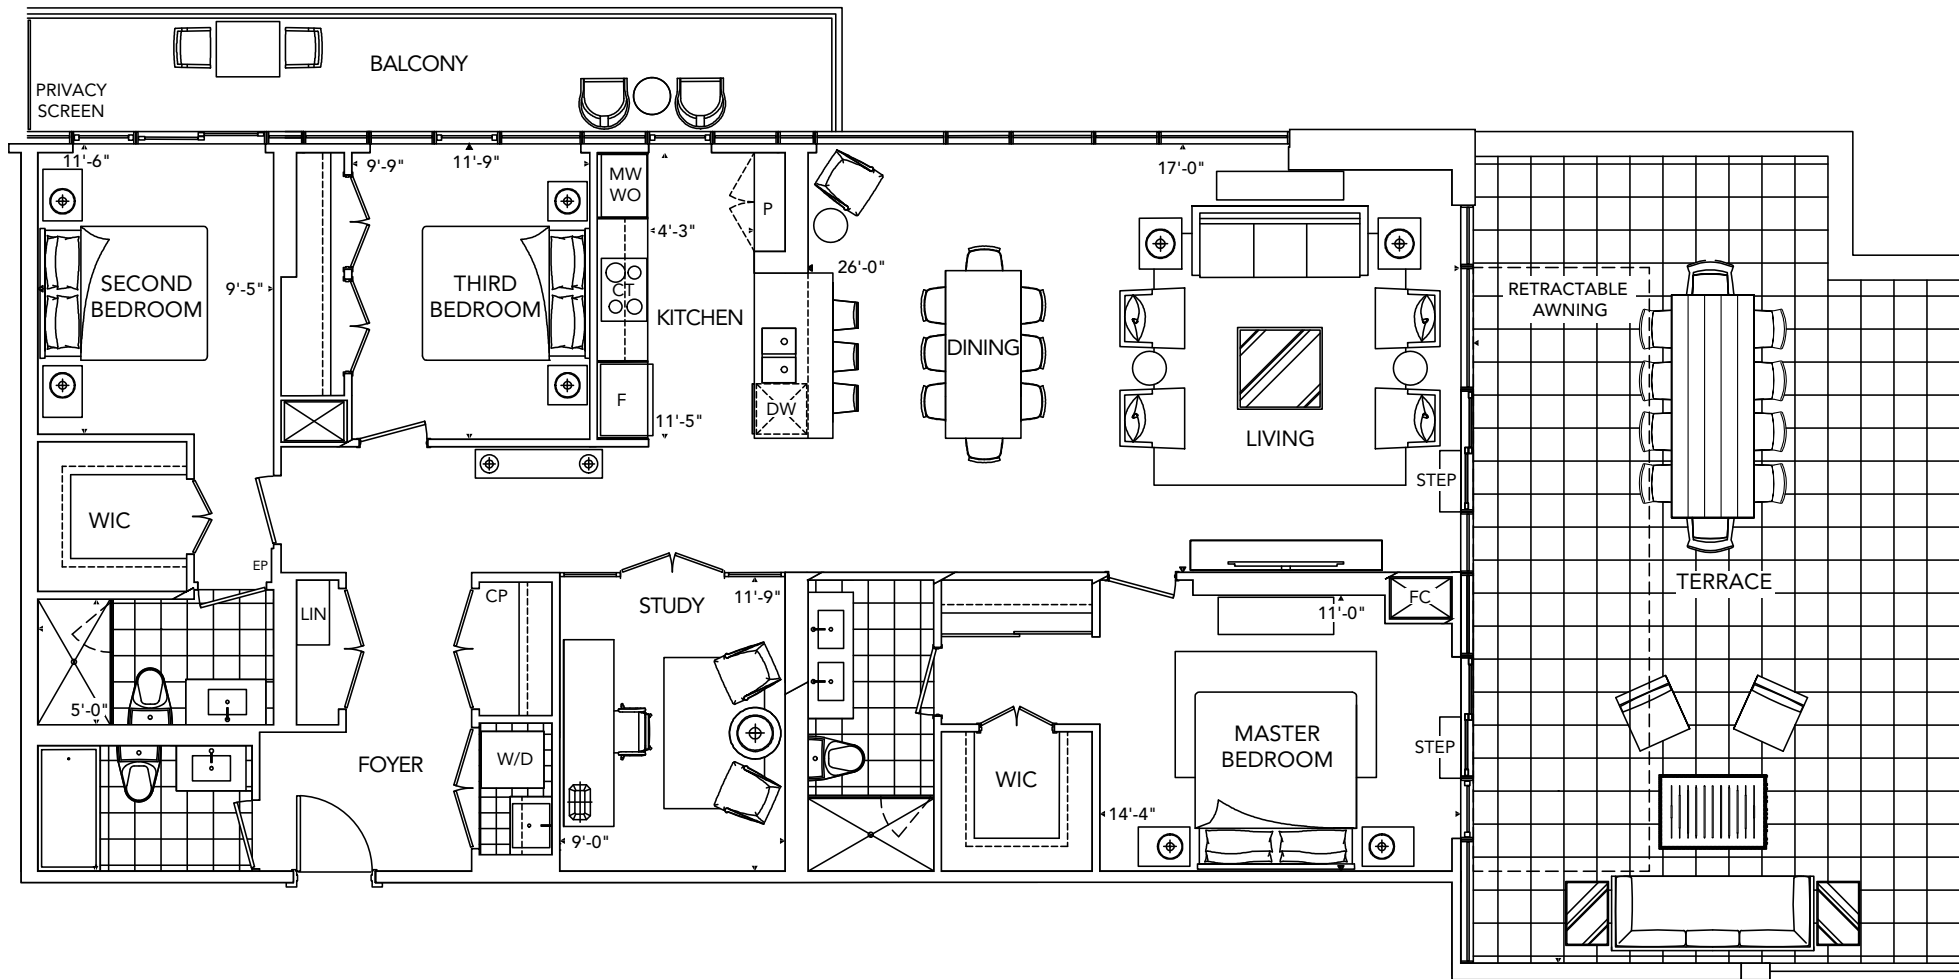 BALCONY
PRIVACY
SCREEN
11'-6"
9'-9"
11'-9"
MW
WO
17'-0"
P
4'-3"
26'-0"
SECOND
BEDROOM
9'-5"
THIRD
BEDROOM
CT
KITCHEN
DINING
RETRACTABLE
AWNING
F
11'-5"
DW
LIVING
STEP
WIC
EP
LIN
CP
STUDY
11'-9"
11'-0"
FC
TERRACE
5'-0"
FOYER
W/D
9'-0"
WIC
MASTER
BEDROOM
STEP
14'-4"